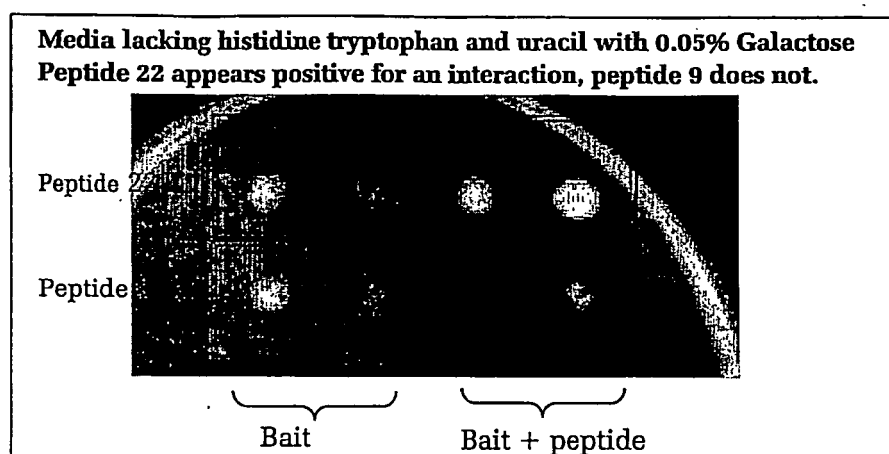 Media lacking histidine tryptophan and uracil with 0.05% Galactose
Peptide 22 appears positive for an interaction, peptide 9 does not.
Peptide 22
Peptide
Bait
Bait + peptide